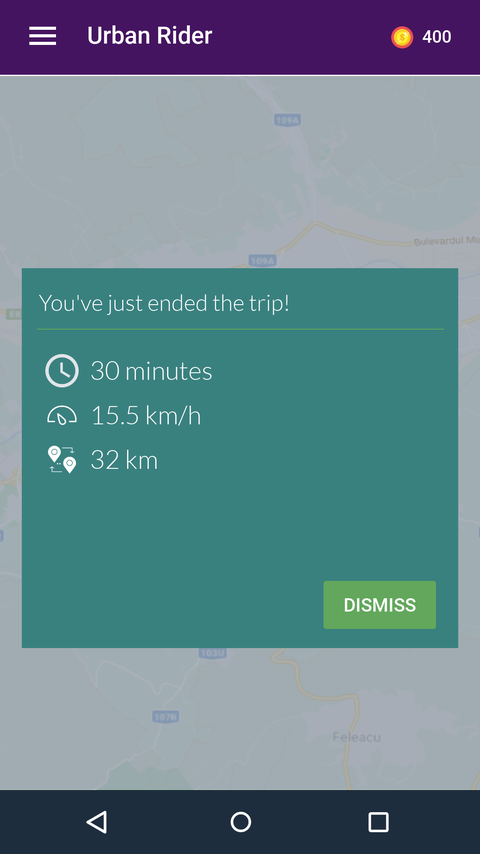 Urban Rider
400
109A
Bulevardul Mu
109A
You've just ended the trip!
30 minutes
15.5 km/h
32 km
DISMISS
107R
Feleacu